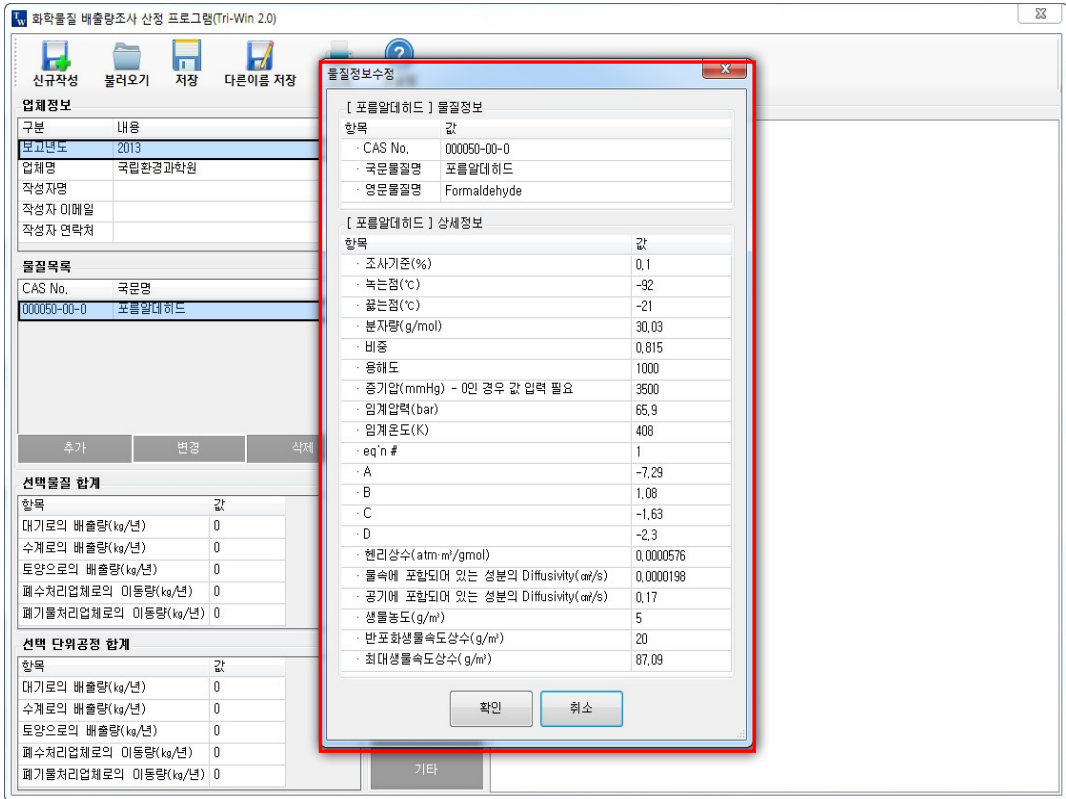 화학물질 배출량조사 산정 프로그램(Tri-Win 2.0)
신규작성 불러오기 저장 다른이름 저장
업체정보
구분 내용
보고년도 2013
업체명 국립환경과학원
작성자명
작성자 이메일
작성자 연락처
물질목록
CAS No. 국문명
000050-00-0 포름알데히드
추가 변경 삭제
선택물질 합계
항목 값
대기로의 배출량(kg/년) 0
수계로의 배출량(kg/년) 0
토양으로의 배출량(kg/년) 0
폐수처리업체로의 이동량(kg/년) 0
폐기물처리업체로의 이동량(kg/년) 0
선택 단위공정 합계
항목 값
대기로의 배출량(kg/년) 0
수계로의 배출량(kg/년) 0
토양으로의 배출량(kg/년) 0
폐수처리업체로의 이동량(kg/년) 0
폐기물처리업체로의 이동량(kg/년) 0
물질정보수정
[ 포름알데히드 ] 물질정보
항목 값
· CAS No. 000050-00-0
· 국문물질명 포름알데히드
· 영문물질명 Formaldehyde
[ 포름알데히드 ] 상세정보
항목 값
· 조사기준(%) 0.1
· 녹는점(℃) -92
· 끓는점(℃) -21
· 분자량(g/mol) 30.03
· 비중 0.815
· 용해도 1000
· 증기압(mmHg) - 0인 경우 값 입력 필요 3500
· 임계압력(bar) 65.9
· 임계온도(K) 408
· eq'n # 1
· A -7.29
· B 1.08
· C -1.63
· D -2.3
· 헨리상수(atm·㎥/gmol) 0.0000576
· 물속에 포함되어 있는 성분의 Diffusivity(㎠/s) 0.0000198
· 공기에 포함되어 있는 성분의 Diffusivity(㎠/s) 0.17
· 생물농도(g/㎥) 5
· 반포화생물속도상수(g/㎥) 20
· 최대생물속도상수(g/㎥) 87.09
확인 취소
기타